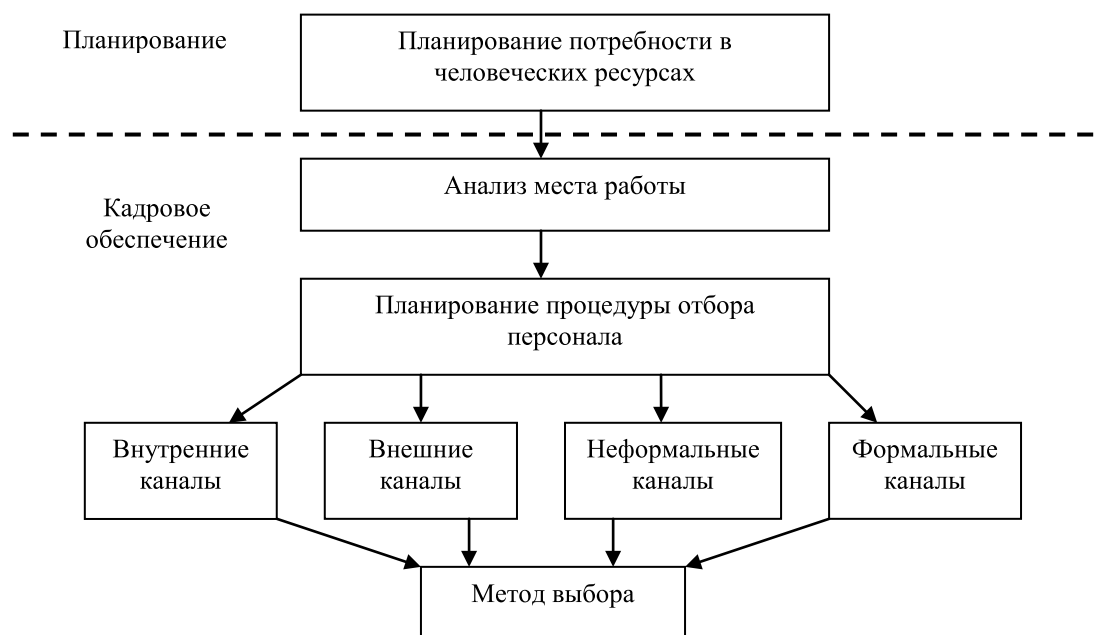 Планирование
Планирование потребности в
человеческих ресурсах
Анализ места работы
Кадровое
обеспечение
Планирование процедуры отбора
персонала
Внутренние
каналы
Внешние
каналы
Неформальные
каналы
Формальные
каналы
Метод выбора